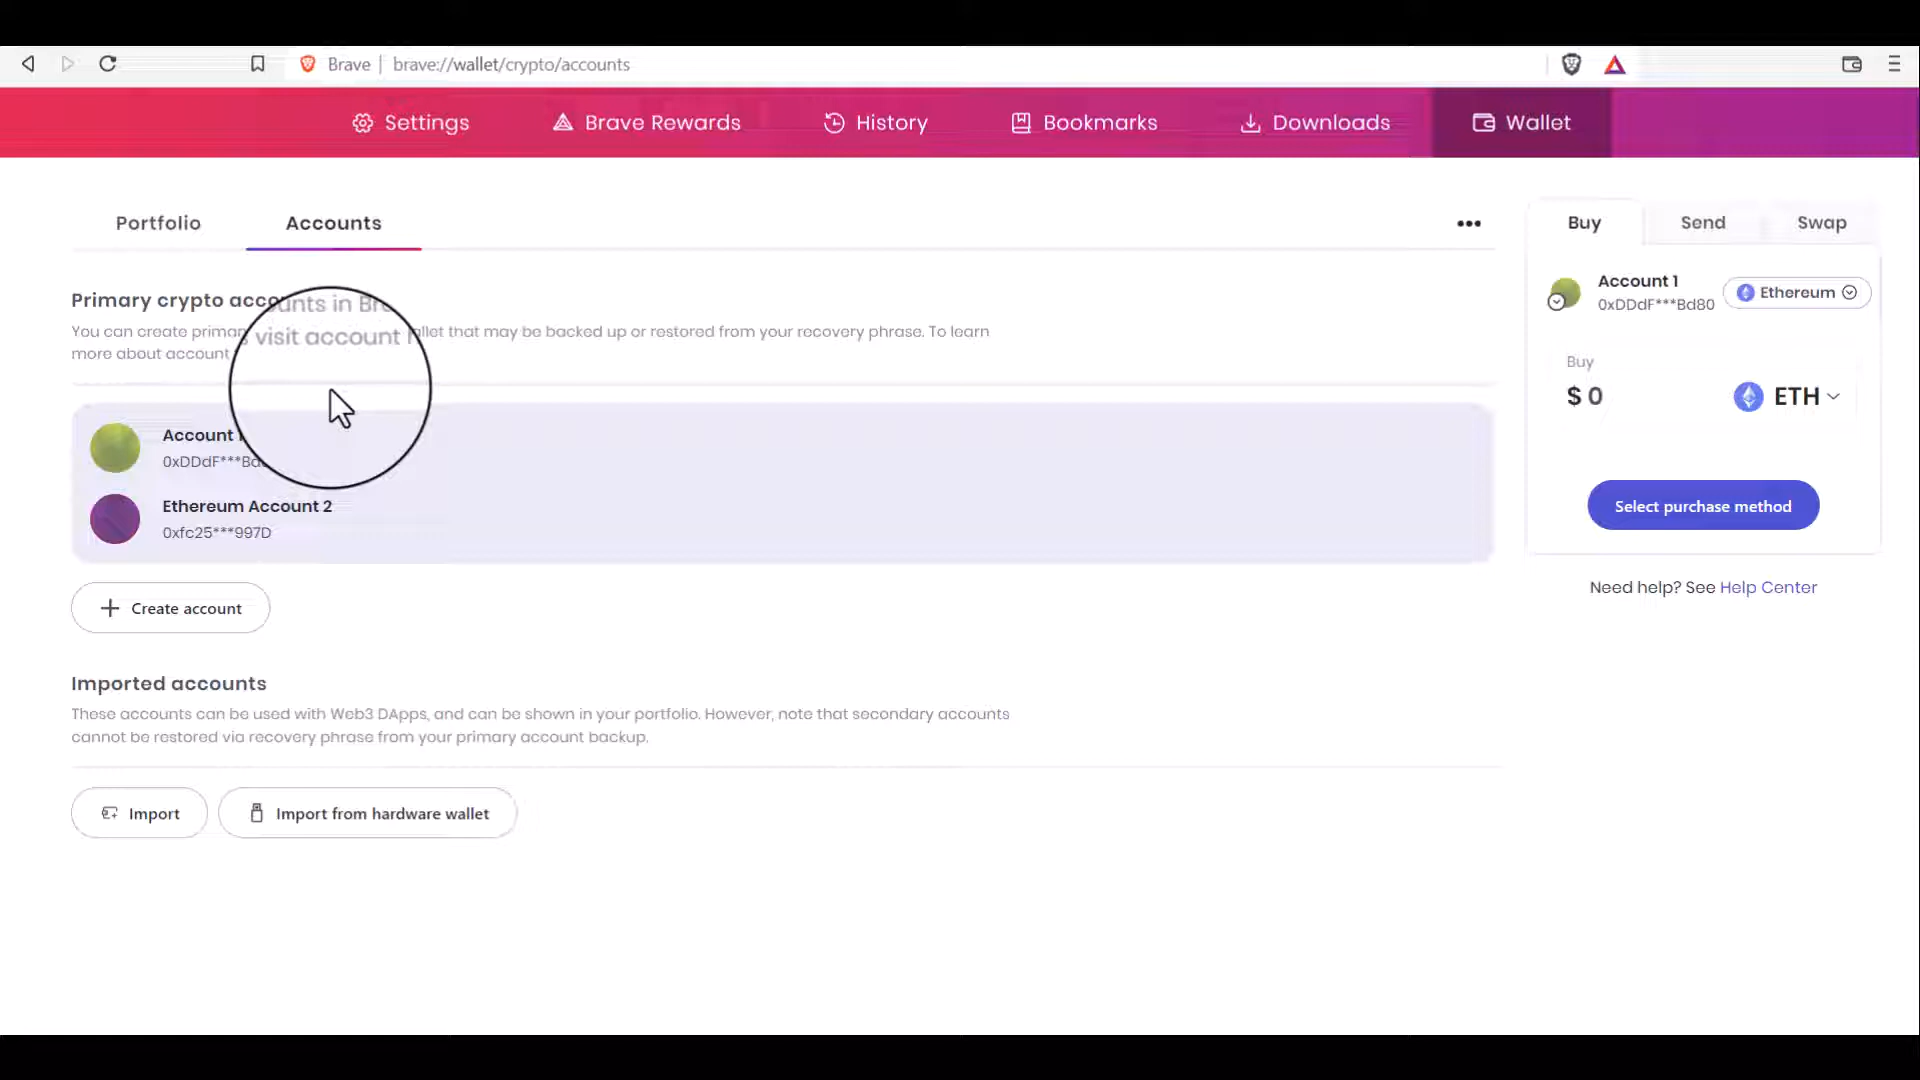 Brave | brave://wallet/crypto/accounts
Settings
Brave Rewards
History
Bookmarks
Downloads
Wallet
Portfolio
Accounts
•••
Buy
Send
Swap
Primary crypto accounts in Br
You can create primar
visit account
llet that may be backed up or restored from your recovery phrase. To learn
more about account
Account 1
0xDDdF***Bd
Ethereum Account 2
0xfc25***997D
+ Create account
Imported accounts
These accounts can be used with Web3 DApps, and can be shown in your portfolio. However, note that secondary accounts
cannot be restored via recovery phrase from your primary account backup.
Import
Import from hardware wallet
Account 1
0xDDdF***Bd80
Ethereum
Buy
$ 0
ETH
Select purchase method
Need help? See Help Center